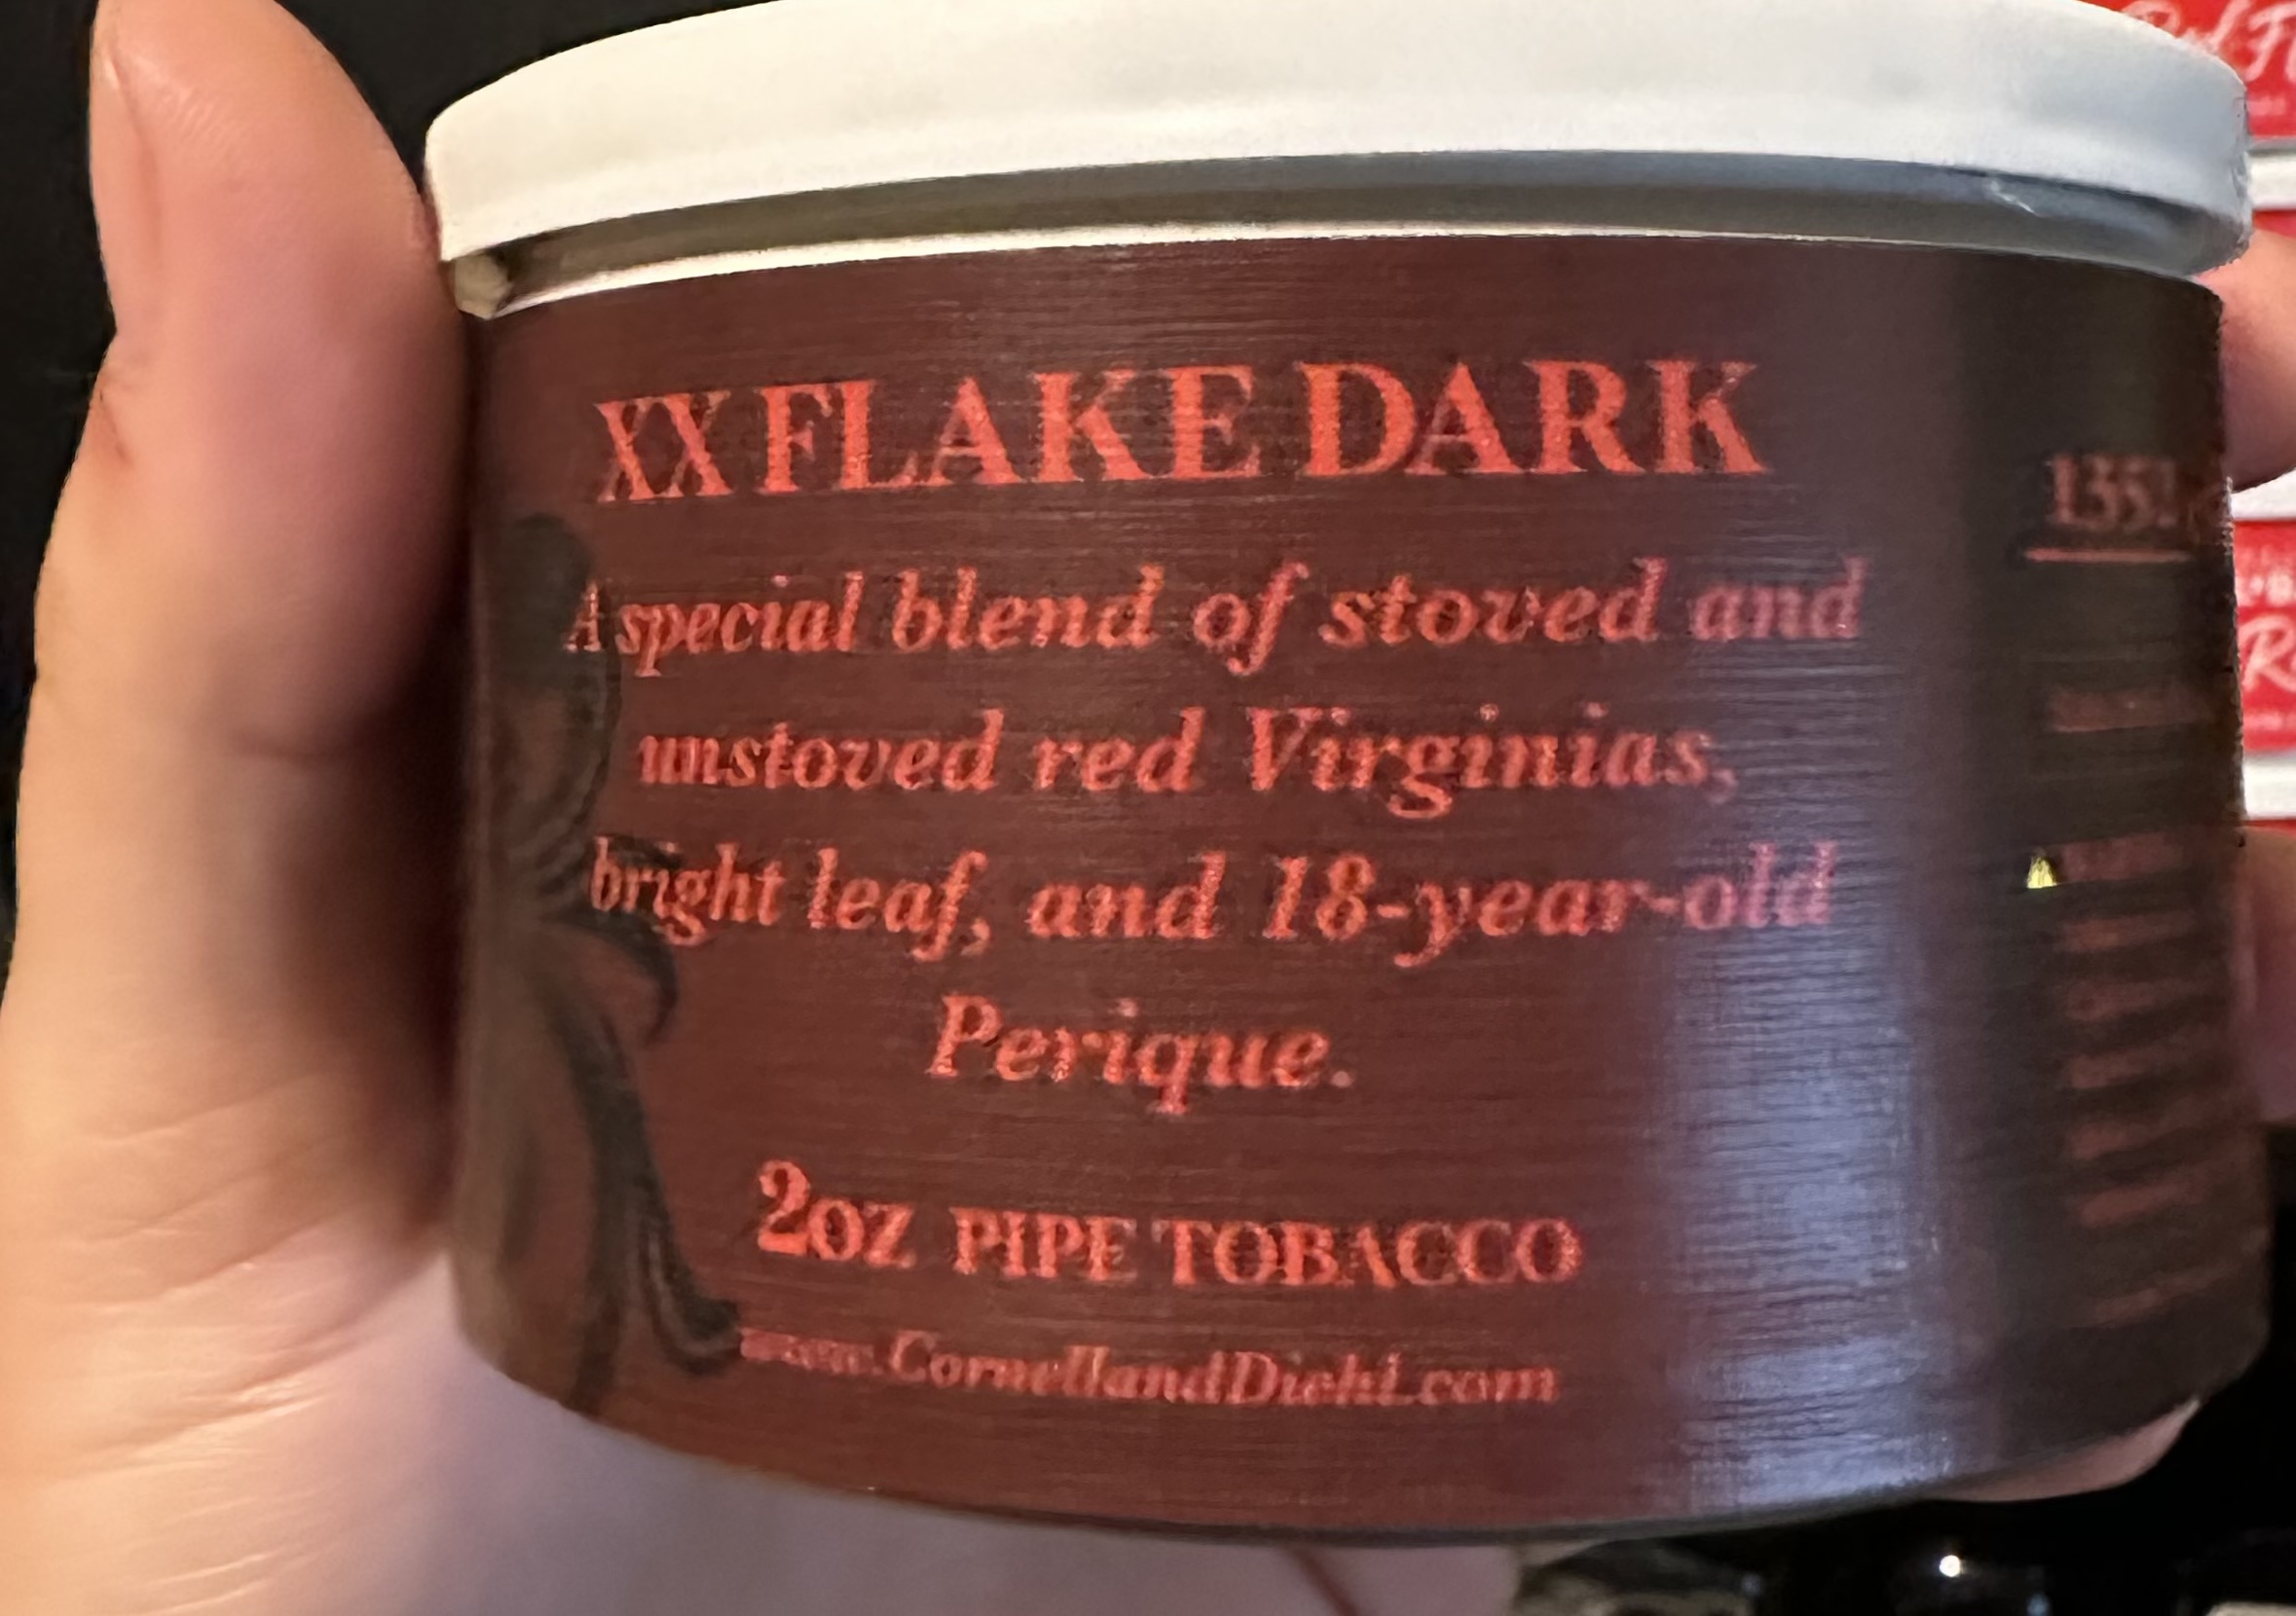 XX FLAKE DARK
A special blend of stoved and
unstoved red Virginias,
bright leaf, and 18-year-old
Perique.
2oz PIPE TOBACCO
www.CornellandDiehl.com